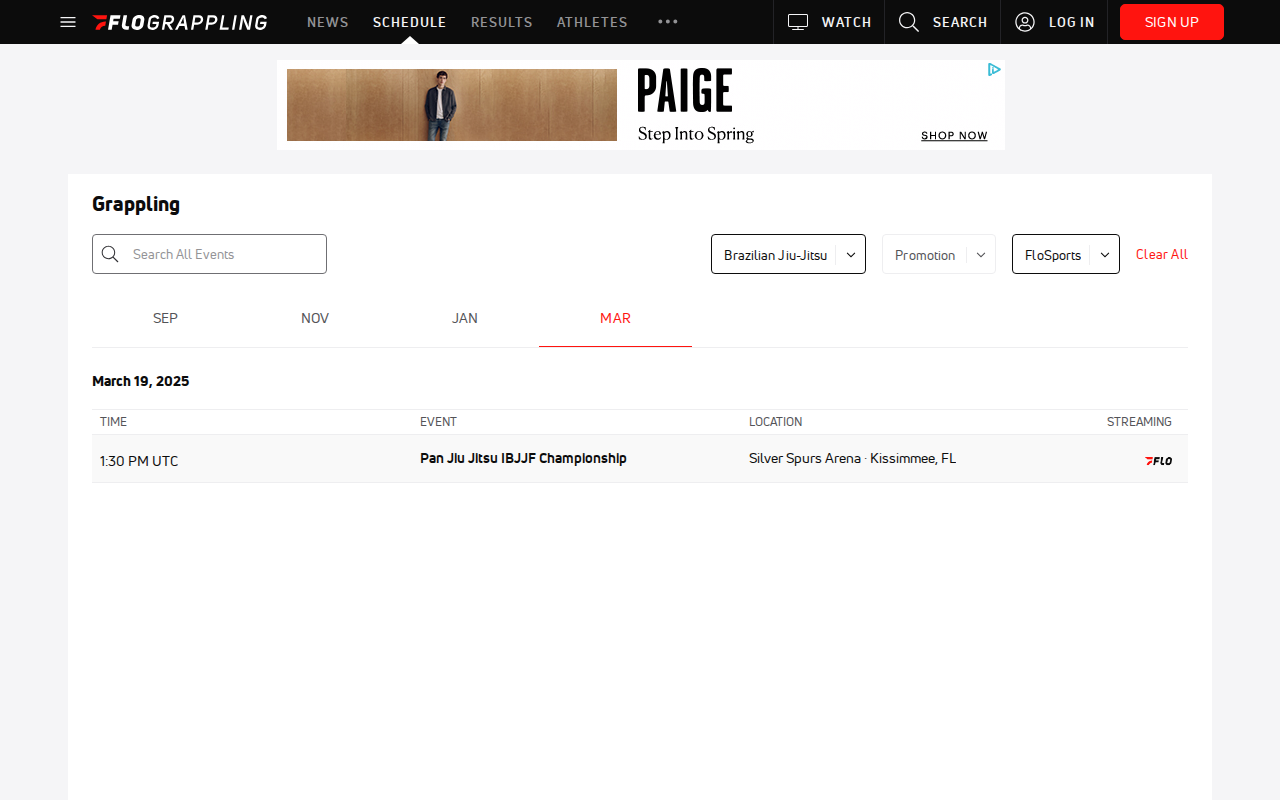 FLOGRAPPLING NEWS SCHEDULE RESULTS ATHLETES WATCH SEARCH LOG IN SIGN UP
PAIGE
Step Into Spring
SHOP NOW
Grappling
Search All Events Brazilian Jiu-Jitsu Promotion FloSports Clear All
SEP NOV JAN MAR
March 19, 2025
TIME EVENT LOCATION STREAMING
1:30 PM UTC Pan Jiu Jitsu IBJJF Championship Silver Spurs Arena · Kissimmee, FL FLO